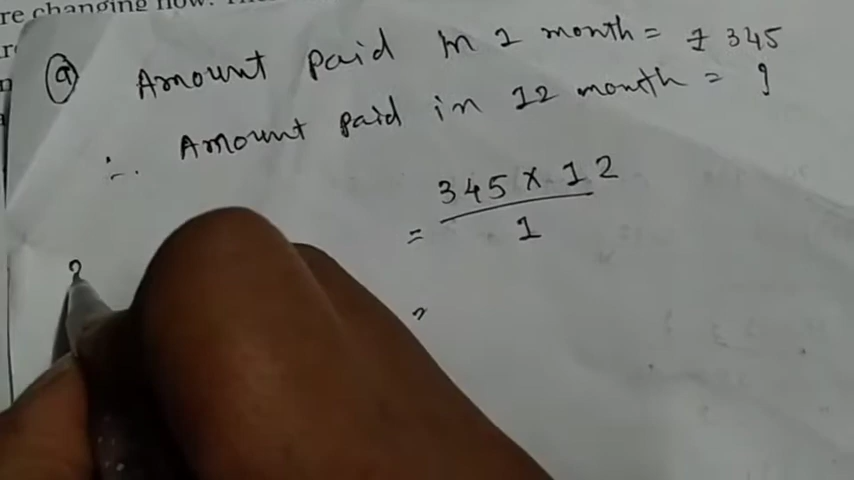 re changing now.
(a) Amount paid in 1 month = ₹ 345
∴ Amount paid in 12 month = ?
= 345 × 12
1
=